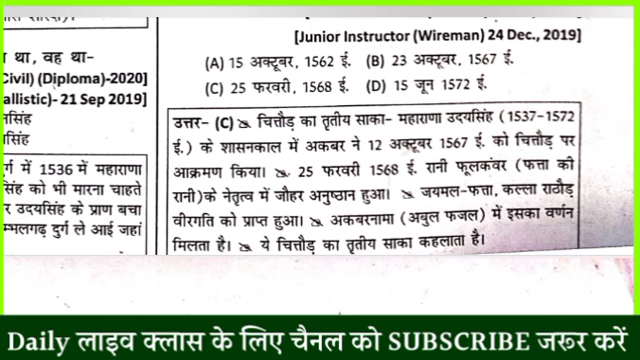 था, वह था–
Civil) (Diploma)-2020]
allistic)- 21 Sep 2019]
सिंह
र्ग में 1536 में महाराणा
सिंह को भी मारना चाहते
र उदयसिंह के प्राण बचा
म्भलगढ़ दुर्ग ले आई जहां
[Junior Instructor (Wireman) 24 Dec., 2019]
(A) 15 अक्टूबर, 1562 ई. (B) 23 अक्टूबर, 1567 ई.
(C) 25 फरवरी, 1568 ई. (D) 15 जून 1572 ई.
उत्तर– (C) चित्तौड़ का तृतीय साका– महाराणा उदयसिंह (1537-1572
ई.) के शासनकाल में अकबर ने 12 अक्टूबर 1567 ई. को चित्तौड़ पर
आक्रमण किया। 25 फरवरी 1568 ई. रानी फूलकंवर (फत्ता की
रानी)के नेतृत्व में जौहर अनुष्ठान हुआ। जयमल-फत्ता, कल्ला राठौड़
वीरगति को प्राप्त हुआ। अकबरनामा (अबुल फजल) में इसका वर्णन
मिलता है। ये चित्तौड़ का तृतीय साका कहलाता है।
Daily लाइव क्लास के लिए चैनल को SUBSCRIBE जरूर करें